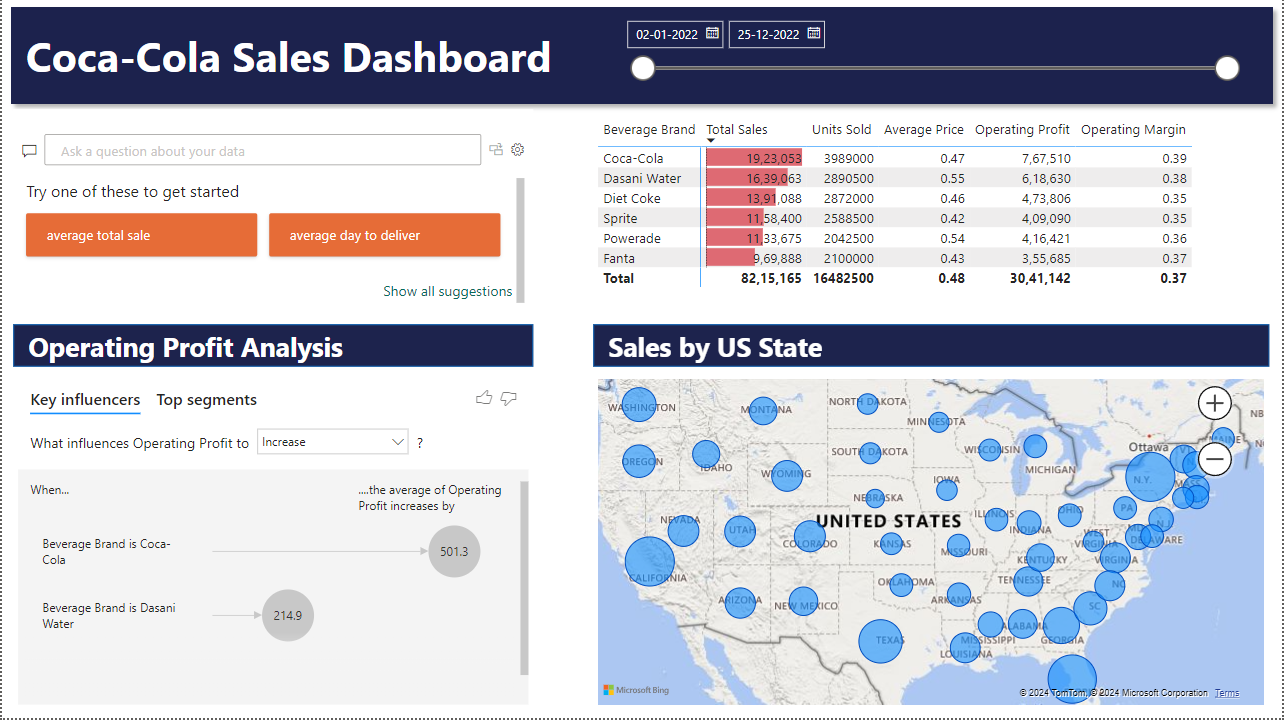 Coca-Cola Sales Dashboard
02-01-2022 25-12-2022
Ask a question about your data
Try one of these to get started
average total sale average day to deliver
Show all suggestions
Beverage Brand Total Sales Units Sold Average Price Operating Profit Operating Margin
Coca-Cola 19,23,053 3989000 0.47 7,67,510 0.39
Dasani Water 16,39,063 2890500 0.55 6,18,630 0.38
Diet Coke 13,91,088 2872000 0.46 4,73,806 0.35
Sprite 11,58,400 2588500 0.42 4,09,090 0.35
Powerade 11,33,675 2042500 0.54 4,16,421 0.36
Fanta 9,69,888 2100000 0.43 3,55,685 0.37
Total 82,15,165 16482500 0.48 30,41,142 0.37
Operating Profit Analysis
Key influencers Top segments
What influences Operating Profit to Increase ?
When...
....the average of Operating
Profit increases by
Beverage Brand is Coca-
Cola
501.3
Beverage Brand is Dasani
Water
214.9
Sales by US State
WASHINGTON
MONTANA
NORTH DAKOTA
MINNESOTA
NB
MAINE
OREGON
IDAHO
WYOMING
SOUTH DAKOTA
WISCONSIN
MICHIGAN
Ottawa
VT
N.Y.
MASS
NEBRASKA
IOWA
PA
N.J.
NEVADA
UTAH
COLORADO
UNITED STATES
KANSAS
MISSOURI
ILLINOIS
INDIANA
OHIO
WEST
VIRGINIA
DELAWARE
VIRGINIA
CALIFORNIA
KENTUCKY
TENNESSEE
NC
ARIZONA
NEW MEXICO
OKLAHOMA
ARKANSAS
SC
TEXAS
MISSISSIPPI
ALABAMA
GEORGIA
LOUISIANA
Microsoft Bing
© 2024 TomTom, © 2024 Microsoft Corporation Terms